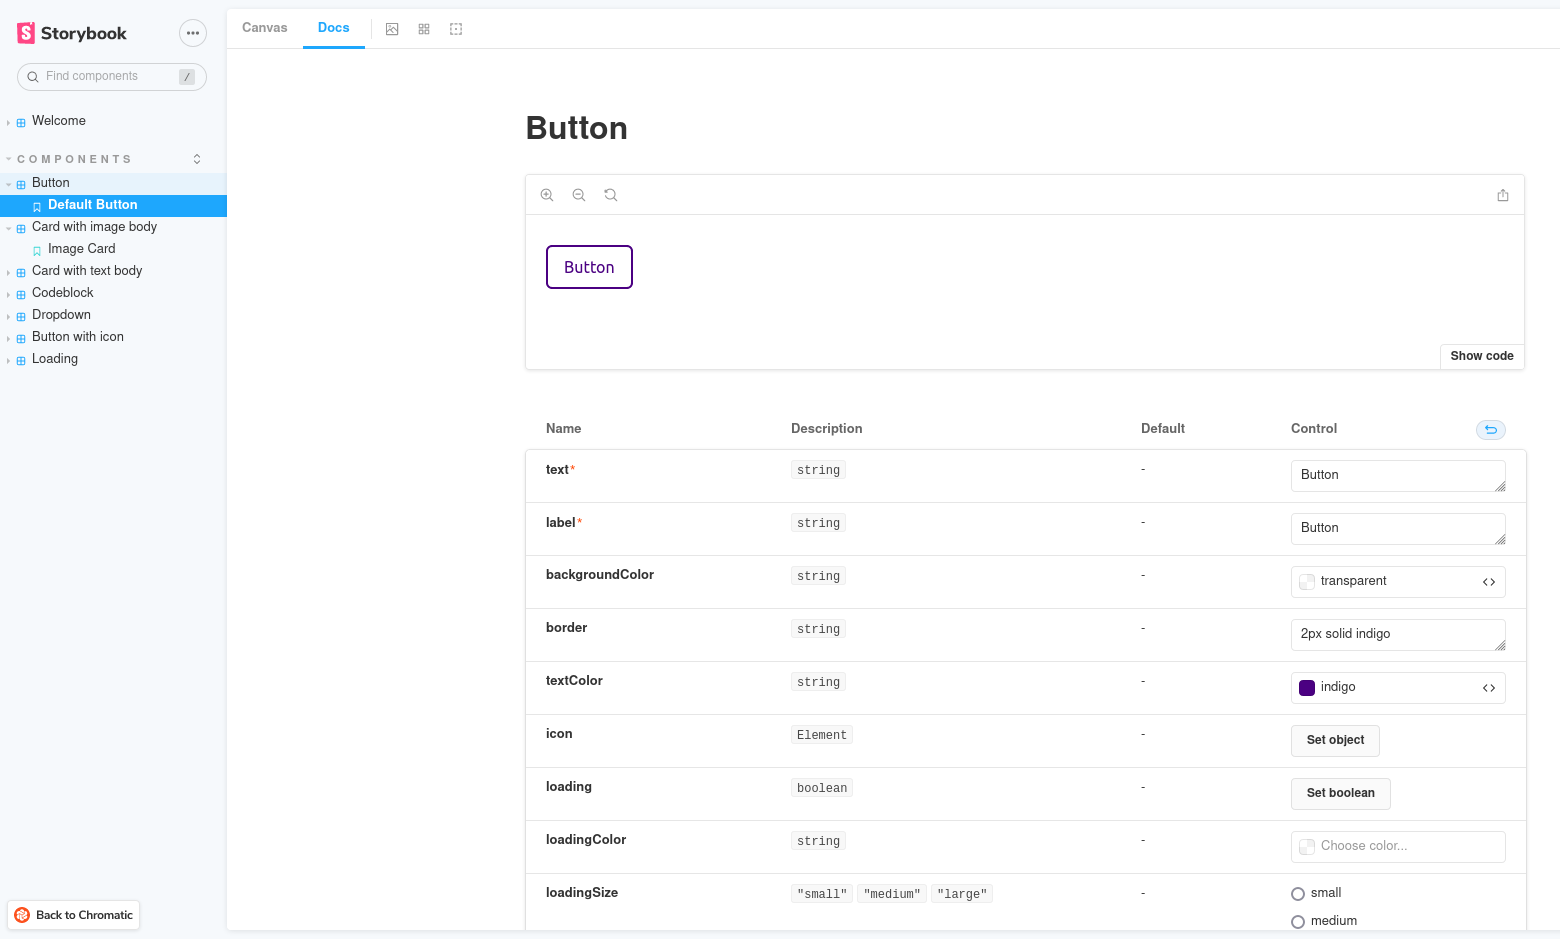 Storybook
Find components
/
Welcome
COMPONENTS
Button
Default Button
Card with image body
Image Card
Card with text body
Codeblock
Dropdown
Button with icon
Loading
Back to Chromatic
Canvas Docs
Button
Button
Show code
Name Description Default Control
text* string - Button
label* string - Button
backgroundColor string - transparent
border string - 2px solid indigo
textColor string - indigo
icon Element - Set object
loading boolean - Set boolean
loadingColor string - Choose color...
loadingSize "small" "medium" "large" - small
medium